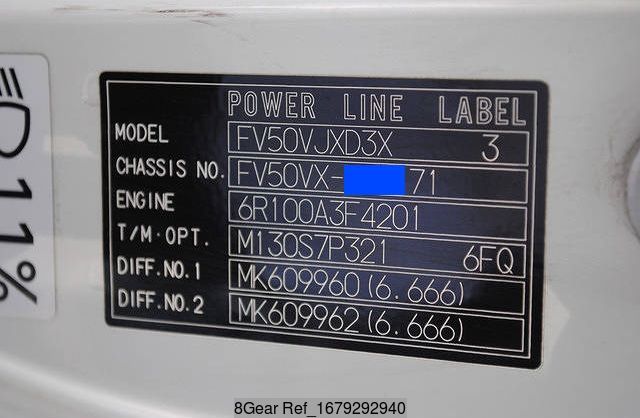 POWER LINE LABEL
MODEL FV50VJXD3X 3
CHASSIS NO. FV50VX- 71
ENGINE 6R100A3F4201
T/M·OPT. M130S7P321 6FQ
DIFF.NO.1 MK609960(6.666)
DIFF.NO.2 MK609962(6.666)
11%
8Gear Ref_1679292940